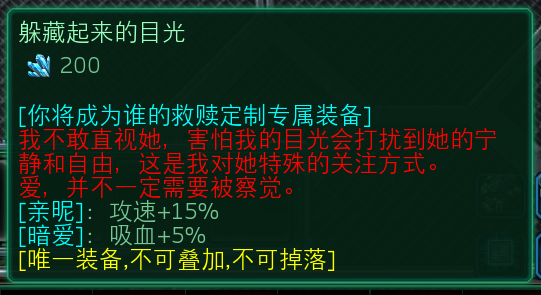 躲藏起来的目光
200
[你将成为谁的救赎定制专属装备]
我不敢直视她，害怕我的目光会打扰到她的宁
静和自由，这是我对她特殊的关注方式。
爱，并不一定需要被察觉。
[亲昵]：攻速+15%
[暗爱]：吸血+5%
[唯一装备,不可叠加,不可掉落]